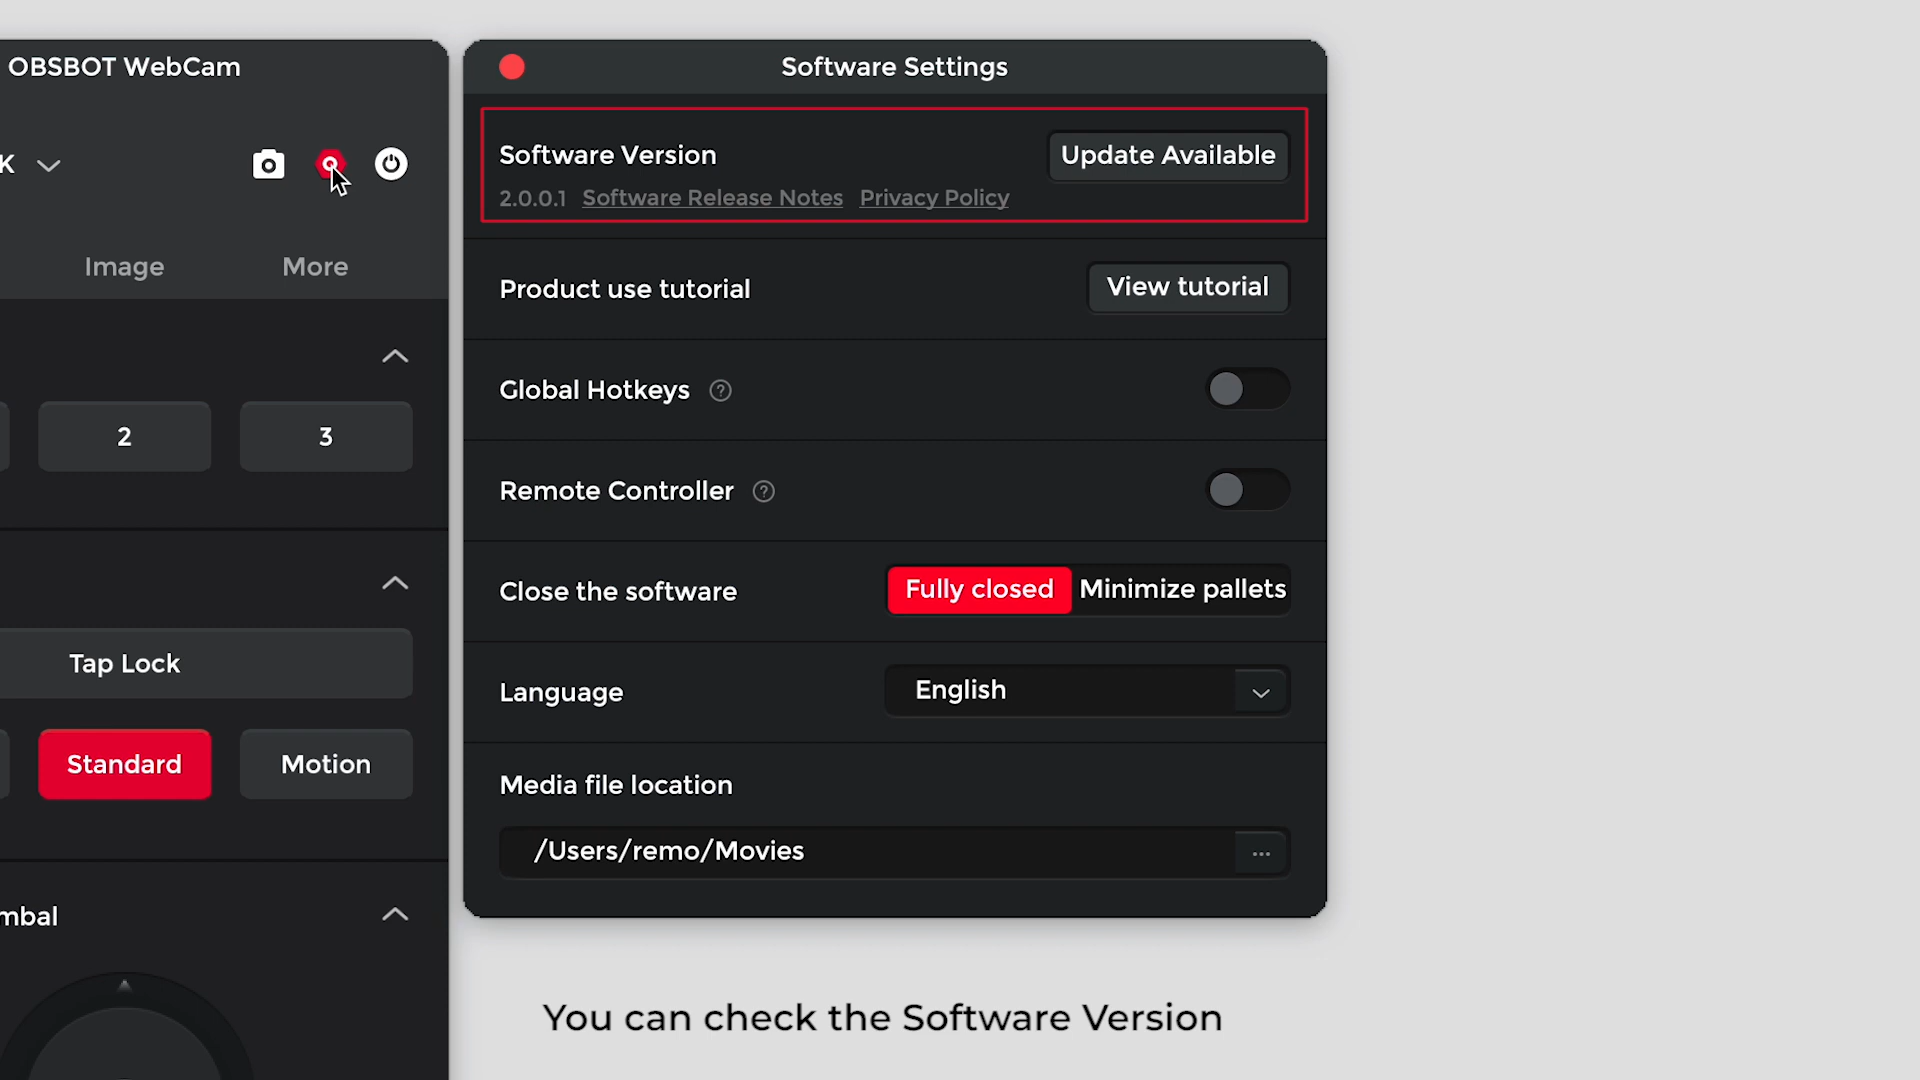 OBSBOT WebCam
K
Image
More
2
3
Tap Lock
Standard
Motion
mbal
Software Settings
Software Version
Update Available
2.0.0.1 Software Release Notes Privacy Policy
Product use tutorial
View tutorial
Global Hotkeys ?
Remote Controller ?
Close the software
Fully closed
Minimize pallets
Language
English
Media file location
/Users/remo/Movies
...
You can check the Software Version